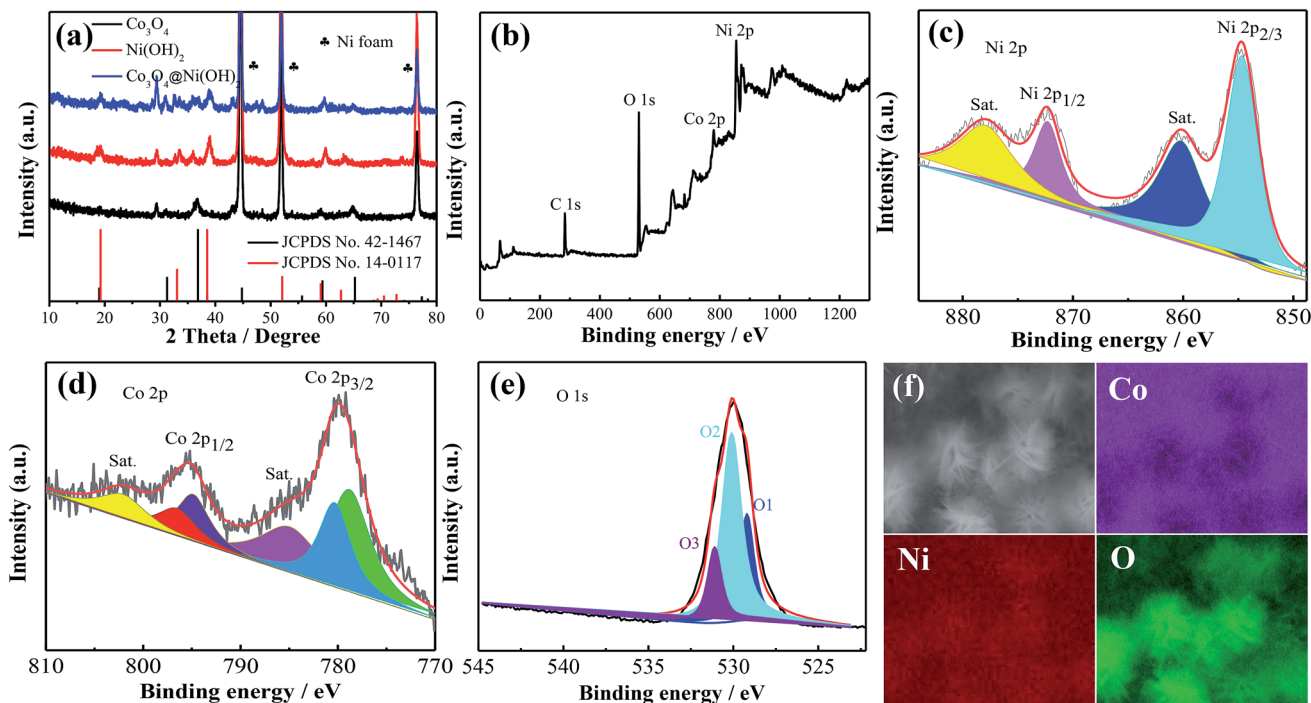 (a)
Co3O4
Ni(OH)2
Co3O4@Ni(OH)2
♣ Ni foam
♣ ♣ ♣
JCPDS No. 42-1467
JCPDS No. 14-0117
Intensity (a.u.)
10 20 30 40 50 60 70 80
2 Theta / Degree
(b)
Ni 2p
O 1s
Co 2p
C 1s
Intensity (a.u.)
0 200 400 600 800 1000 1200
Binding energy / eV
(c)
Ni 2p
Ni 2p2/3
Ni 2p1/2
Sat.
Sat.
Intensity (a.u.)
880 870 860 850
Binding energy / eV
(d)
Co 2p
Co 2p3/2
Co 2p1/2
Sat.
Sat.
Intensity (a.u.)
810 800 790 780 770
Binding energy / eV
(e)
O 1s
O2
O1
O3
Intensity (a.u.)
545 540 535 530 525
Binding energy / eV
(f)
Co
Ni
O